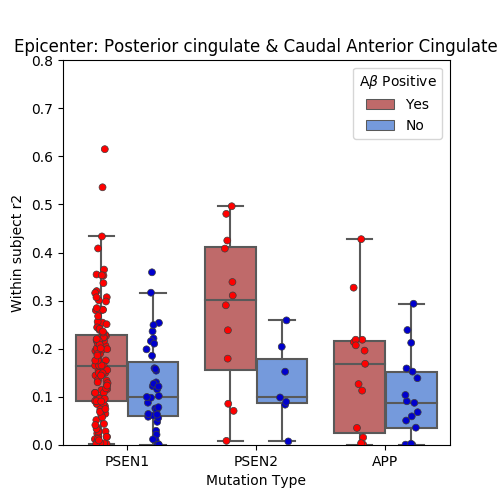 Epicenter: Posterior cingulate & Caudal Anterior Cingulate
Aβ Positive
Yes
No
Within subject r2
0.8
0.7
0.6
0.5
0.4
0.3
0.2
0.1
0.0
PSEN1 PSEN2 APP
Mutation Type